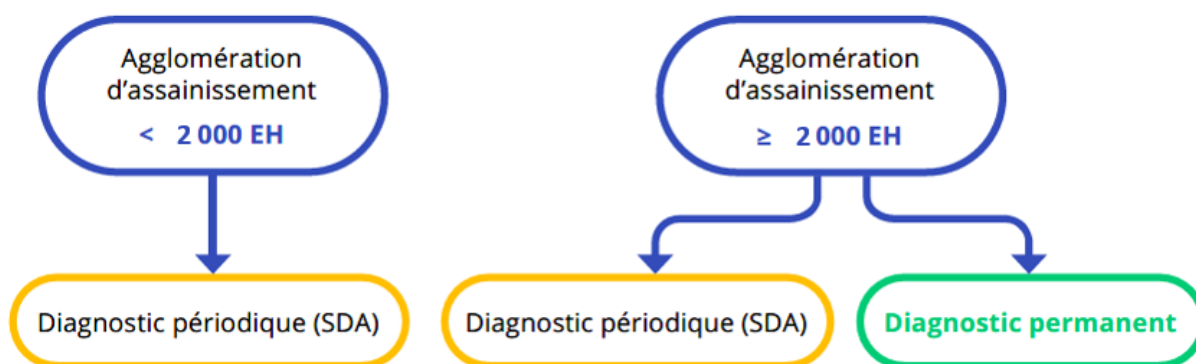 Agglomération
d’assainissement
< 2 000 EH
Agglomération
d’assainissement
≥ 2 000 EH
Diagnostic périodique (SDA)
Diagnostic périodique (SDA)
Diagnostic permanent